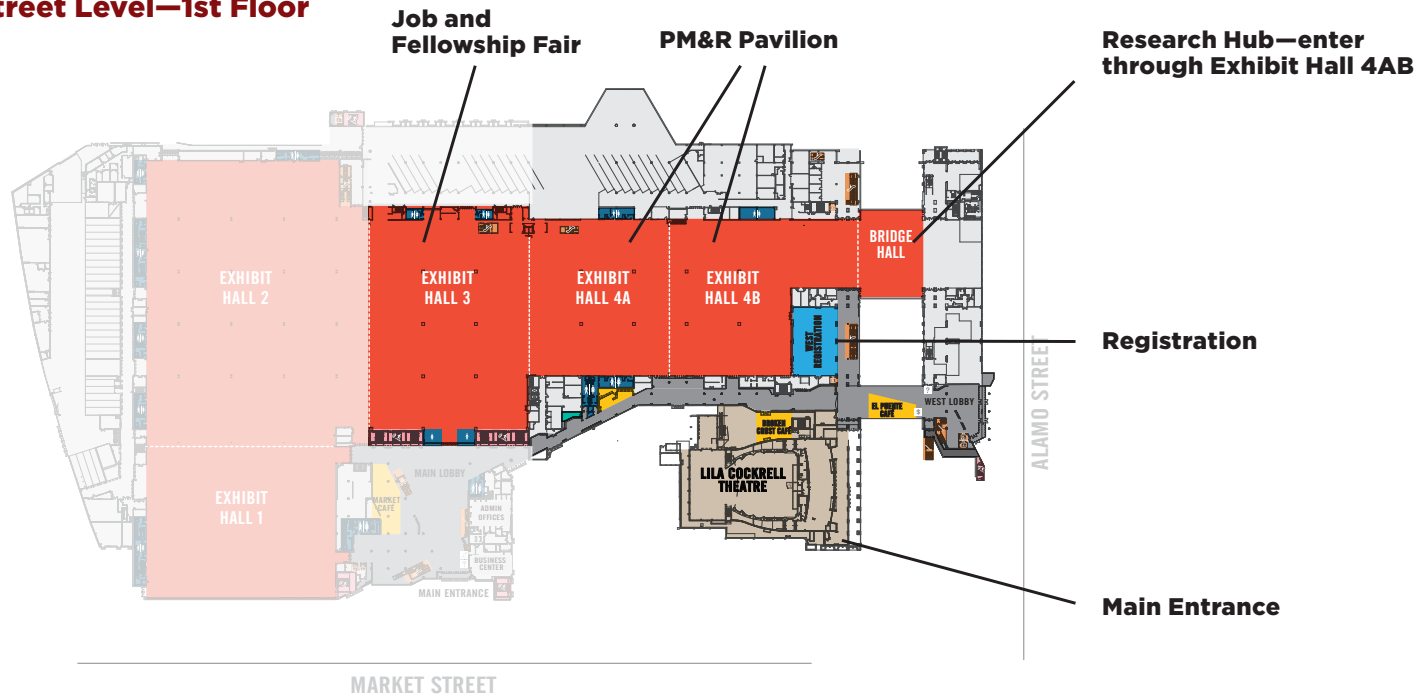 Street Level—1st Floor
Job and
Fellowship Fair
PM&R Pavilion
Research Hub—enter
through Exhibit Hall 4AB
BRIDGE
HALL
EXHIBIT
HALL 2
EXHIBIT
HALL 3
EXHIBIT
HALL 4A
EXHIBIT
HALL 4B
WEST
REGISTRATION
Registration
ALAMO STREET
WEST LOBBY
EL PUENTE
CAFÉ
$
BROKEN
CRUST CAFÉ
LILA COCKRELL
THEATRE
MAIN LOBBY
MARKET
CAFÉ
EXHIBIT
HALL 1
ADMIN
OFFICES
BUSINESS
CENTER
MAIN ENTRANCE
Main Entrance
MARKET STREET